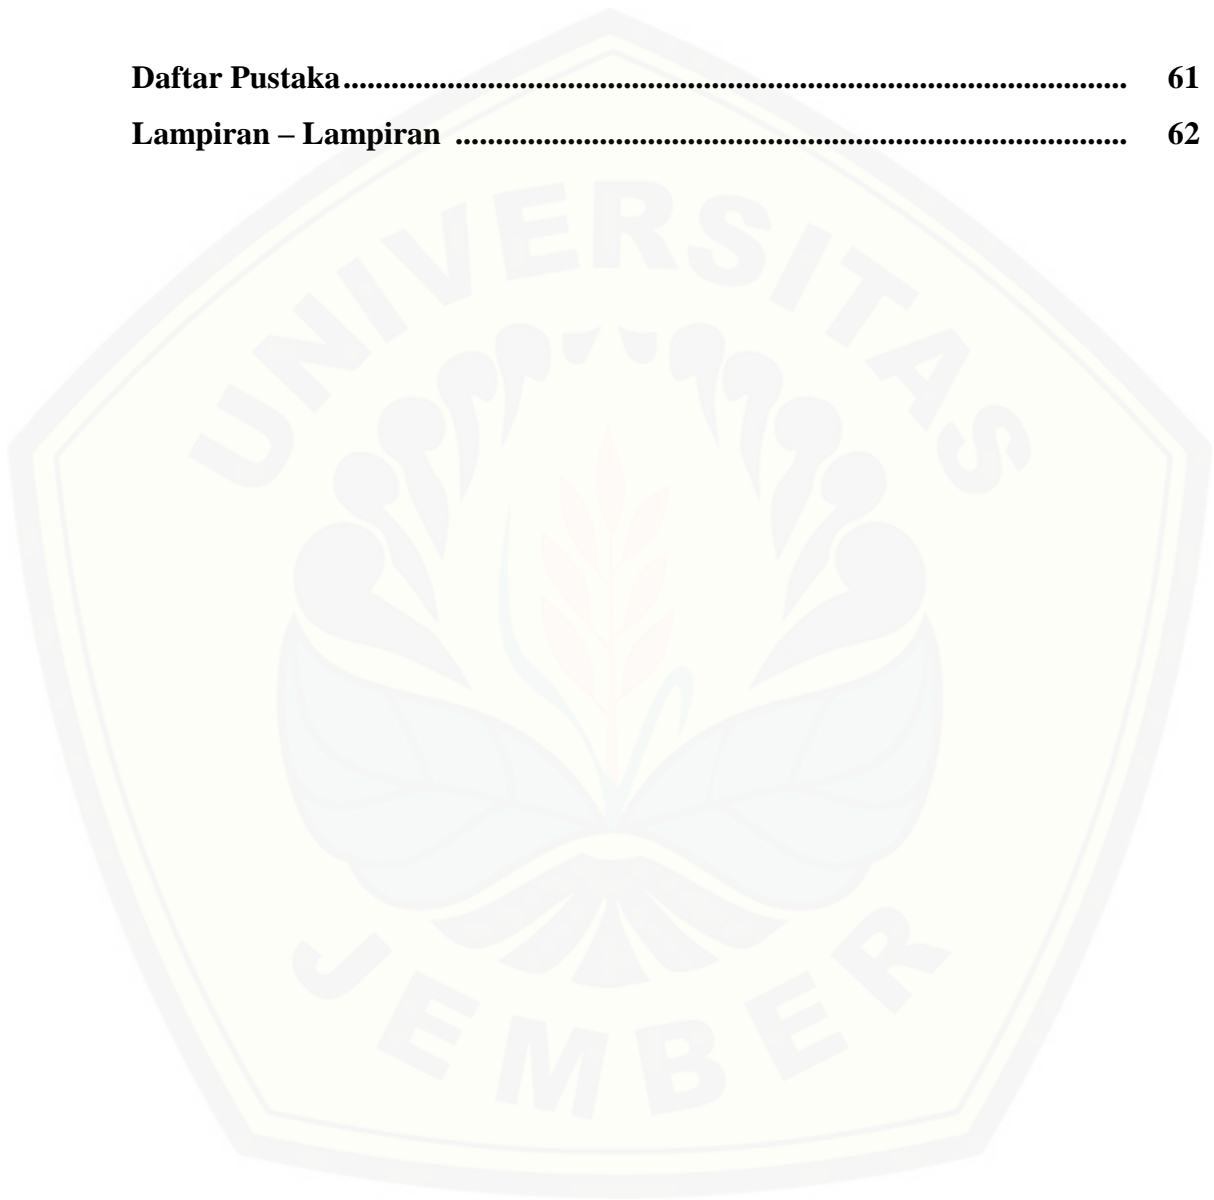 Daftar Pustaka.................................................................................................. 61
Lampiran – Lampiran .................................................................................... 62
UNIVERSITAS
JEMBER